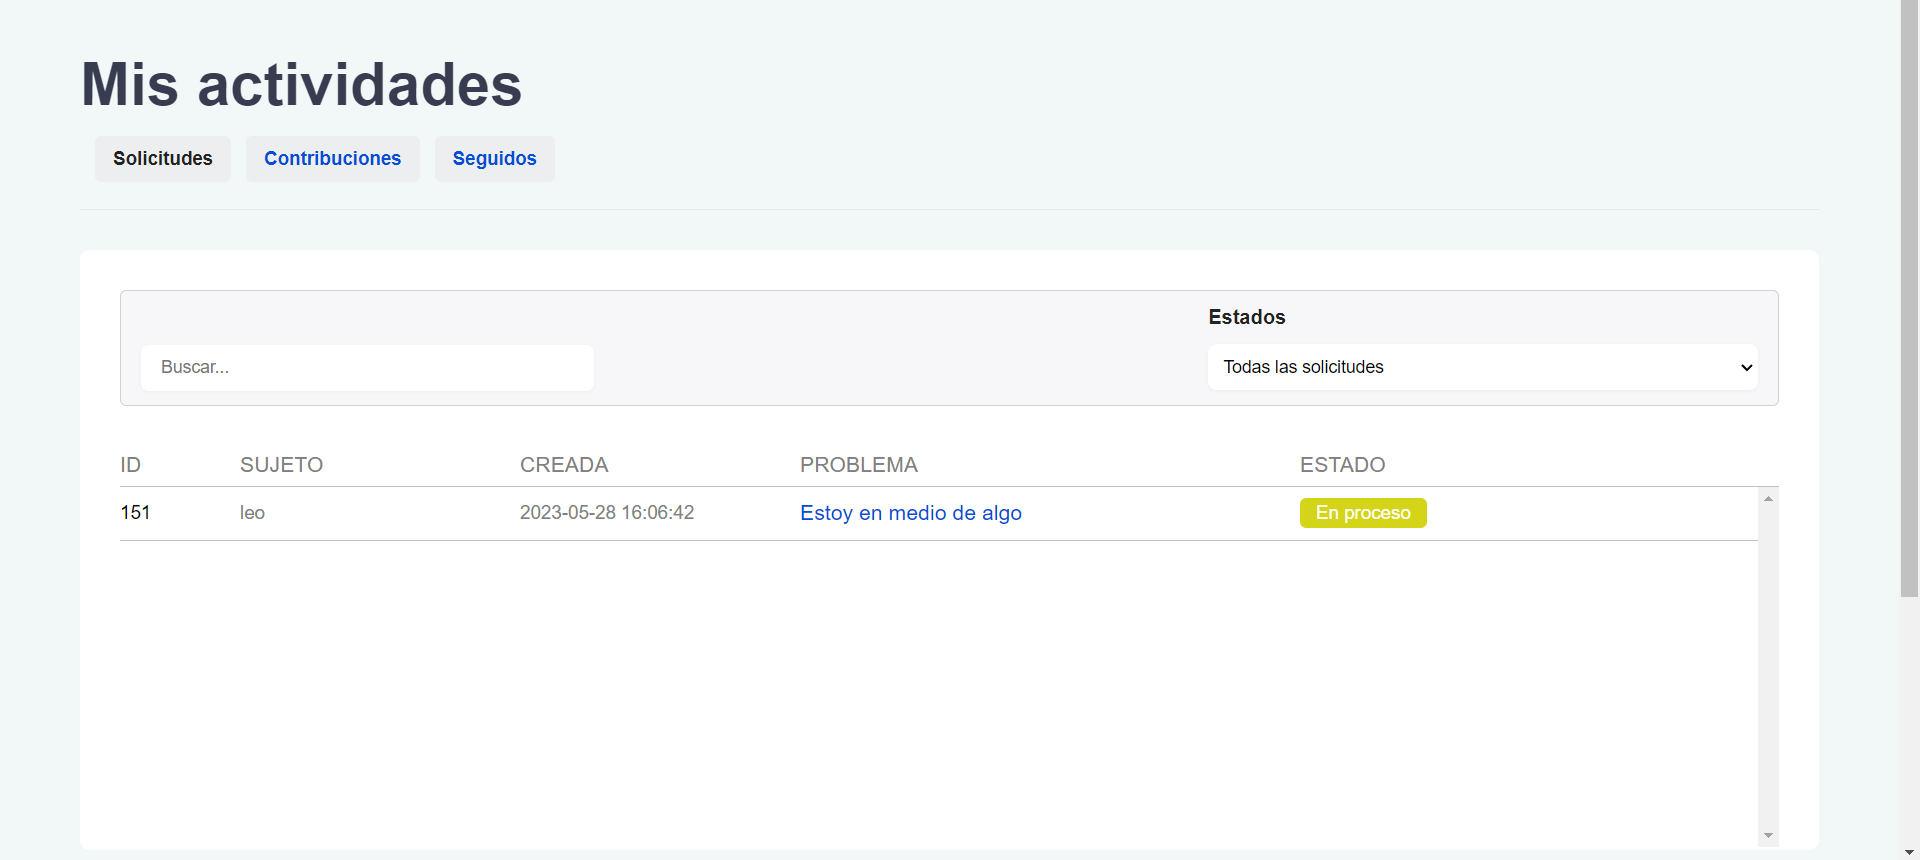 Mis actividades
Solicitudes Contribuciones Seguidos
Estados
Buscar... Todas las solicitudes
ID SUJETO CREADA PROBLEMA ESTADO
151 leo 2023-05-28 16:06:42 Estoy en medio de algo En proceso